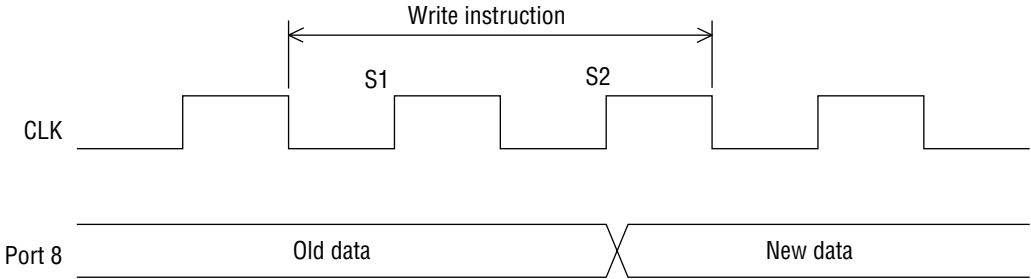 Write instruction
S1 S2
CLK
Port 8 Old data New data